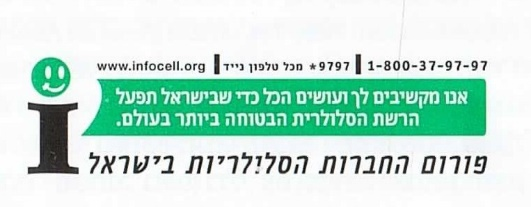 1-800-37-97-97 | 9797* מכל טלפון נייד | www.infocell.org
אנו מקשיבים לך ועושים הכל כדי שבישראל תפעל
הרשת הסלולרית הבטוחה ביותר בעולם.
פורום החברות הסלולריות בישראל